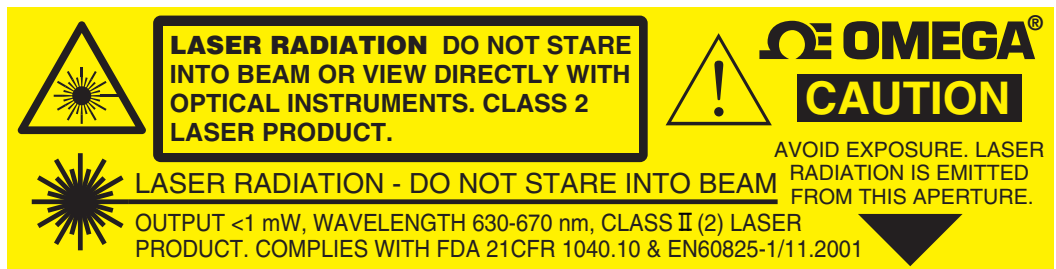 LASER RADIATION DO NOT STARE
INTO BEAM OR VIEW DIRECTLY WITH
OPTICAL INSTRUMENTS. CLASS 2
LASER PRODUCT.
!
OMEGA®
CAUTION
AVOID EXPOSURE. LASER
RADIATION IS EMITTED
FROM THIS APERTURE.
LASER RADIATION - DO NOT STARE INTO BEAM
OUTPUT <1 mW, WAVELENGTH 630-670 nm, CLASS II (2) LASER
PRODUCT. COMPLIES WITH FDA 21CFR 1040.10 & EN60825-1/11.2001